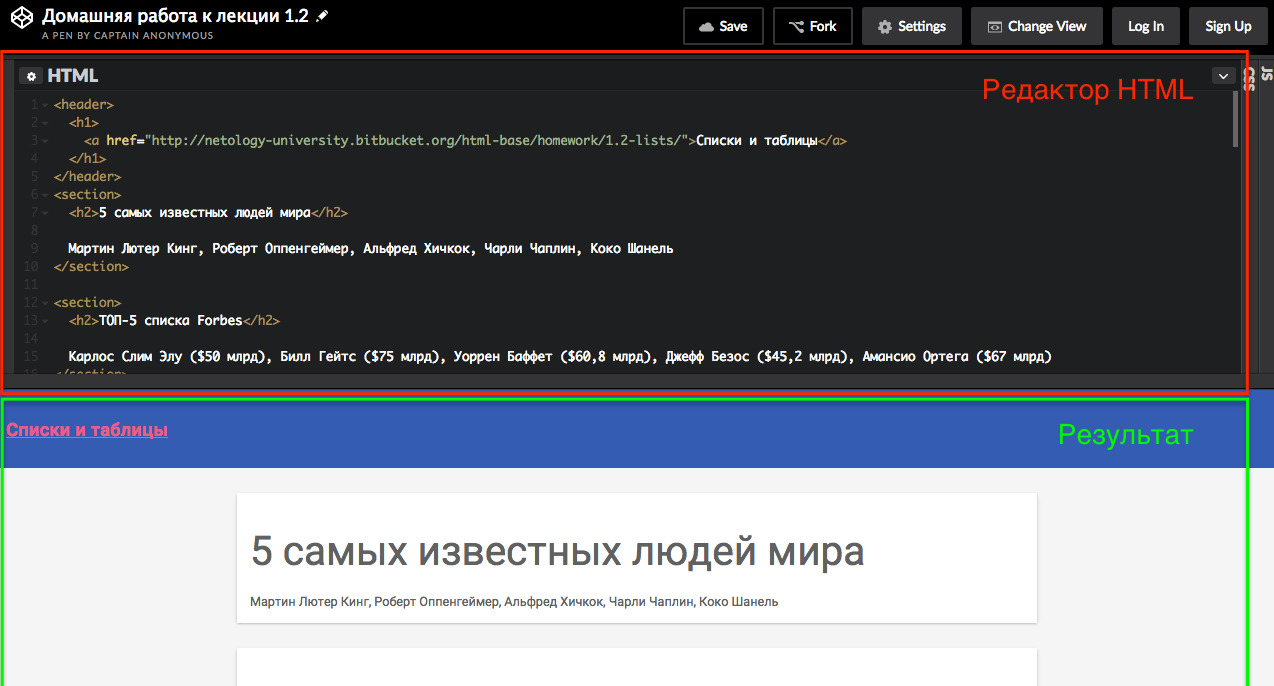 Домашняя работа к лекции 1.2
A PEN BY CAPTAIN ANONYMOUS
Save
Fork
Settings
Change View
Log In
Sign Up
HTML
Редактор HTML
CSS
JS
1 <header>
2 <h1>
3 <a href="http://netology-university.bitbucket.org/html-base/homework/1.2-lists/">Списки и таблицы</a>
4 </h1>
5 </header>
6 <section>
7 <h2>5 самых известных людей мира</h2>
8
9 Мартин Лютер Кинг, Роберт Оппенгеймер, Альфред Хичкок, Чарли Чаплин, Коко Шанель
10 </section>
11
12 <section>
13 <h2>ТОП-5 списка Forbes</h2>
14
15 Карлос Слим Элу ($50 млрд), Билл Гейтс ($75 млрд), Уоррен Баффет ($60,8 млрд), Джефф Безос ($45,2 млрд), Амансио Ортега ($67 млрд)
16 </section>
Списки и таблицы
Результат
5 самых известных людей мира
Мартин Лютер Кинг, Роберт Оппенгеймер, Альфред Хичкок, Чарли Чаплин, Коко Шанель